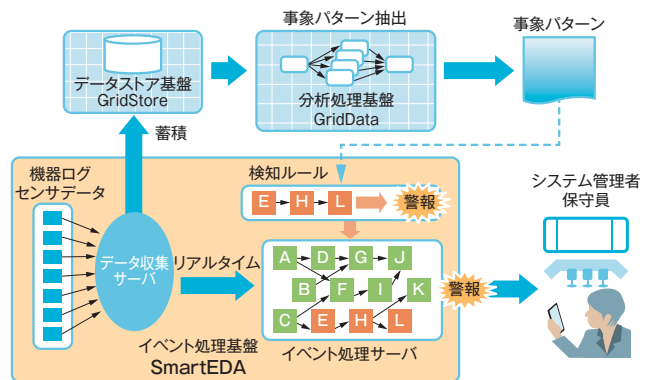 事象パターン抽出
事象パターン
データストア基盤
GridStore
分析処理基盤
GridData
蓄積
機器ログ
センサデータ
検知ルール
E H L
警報
システム管理者
保守員
データ収集
サーバ
リアルタイム
A D G J
B F I K
C E H L
警報
イベント処理基盤
SmartEDA
イベント処理サーバ